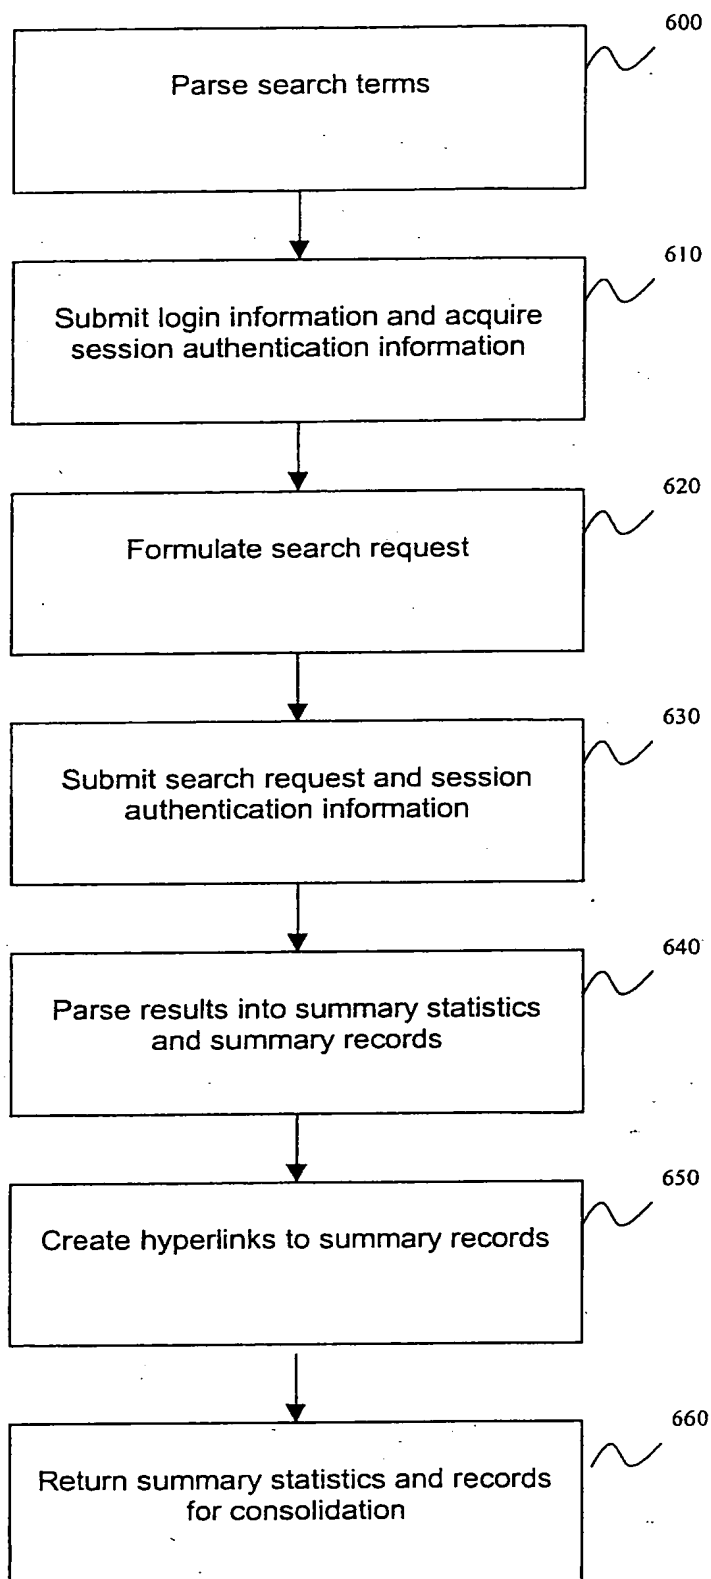 600
Parse search terms
610
Submit login information and acquire
session authentication information
620
Formulate search request
630
Submit search request and session
authentication information
640
Parse results into summary statistics
and summary records
650
Create hyperlinks to summary records
660
Return summary statistics and records
for consolidation